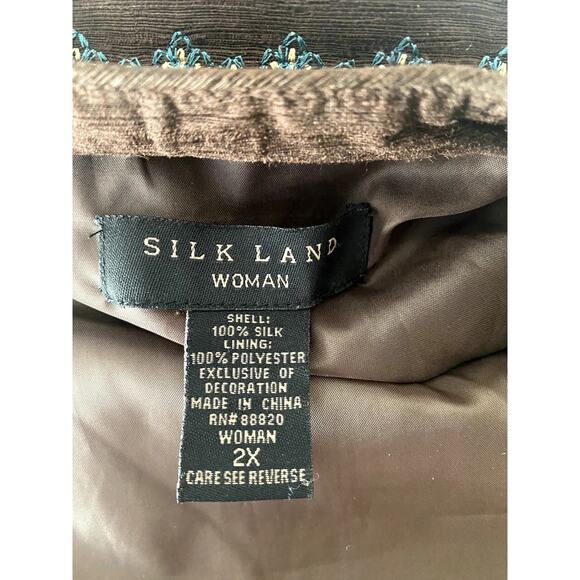 SILK LAND
WOMAN
SHELL:
100% SILK
LINING:
100% POLYESTER
EXCLUSIVE OF
DECORATION
MADE IN CHINA
RN# 88820
WOMAN
2X
CARE SEE REVERSE